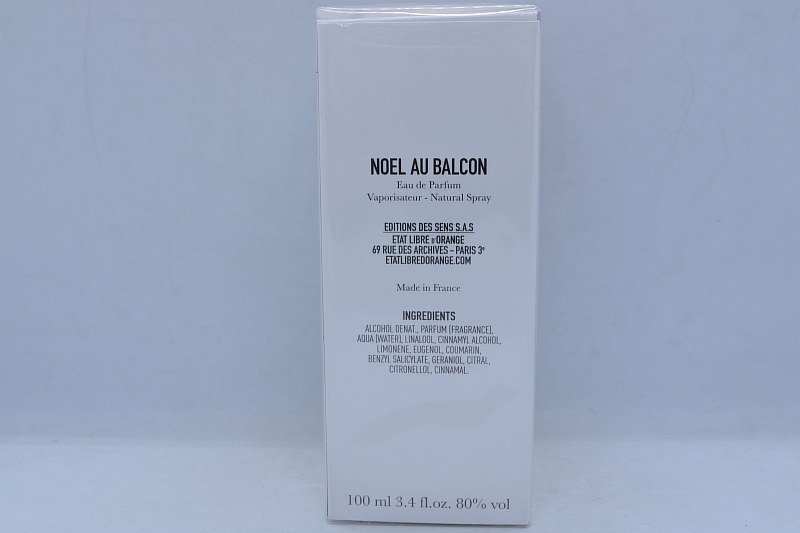 NOEL AU BALCON
Eau de Parfum
Vaporisateur - Natural Spray
EDITIONS DES SENS S.A.S
ETAT LIBRE d'ORANGE
69 RUE DES ARCHIVES - PARIS 3e
ETATLIBREDORANGE.COM
Made in France
INGREDIENTS
ALCOHOL DENAT., PARFUM (FRAGRANCE),
AQUA (WATER), LINALOOL, CINNAMYL ALCOHOL,
LIMONENE, EUGENOL, COUMARIN,
BENZYL SALICYLATE, GERANIOL, CITRAL,
CITRONELLOL, CINNAMAL.
100 ml 3.4 fl.oz. 80% vol